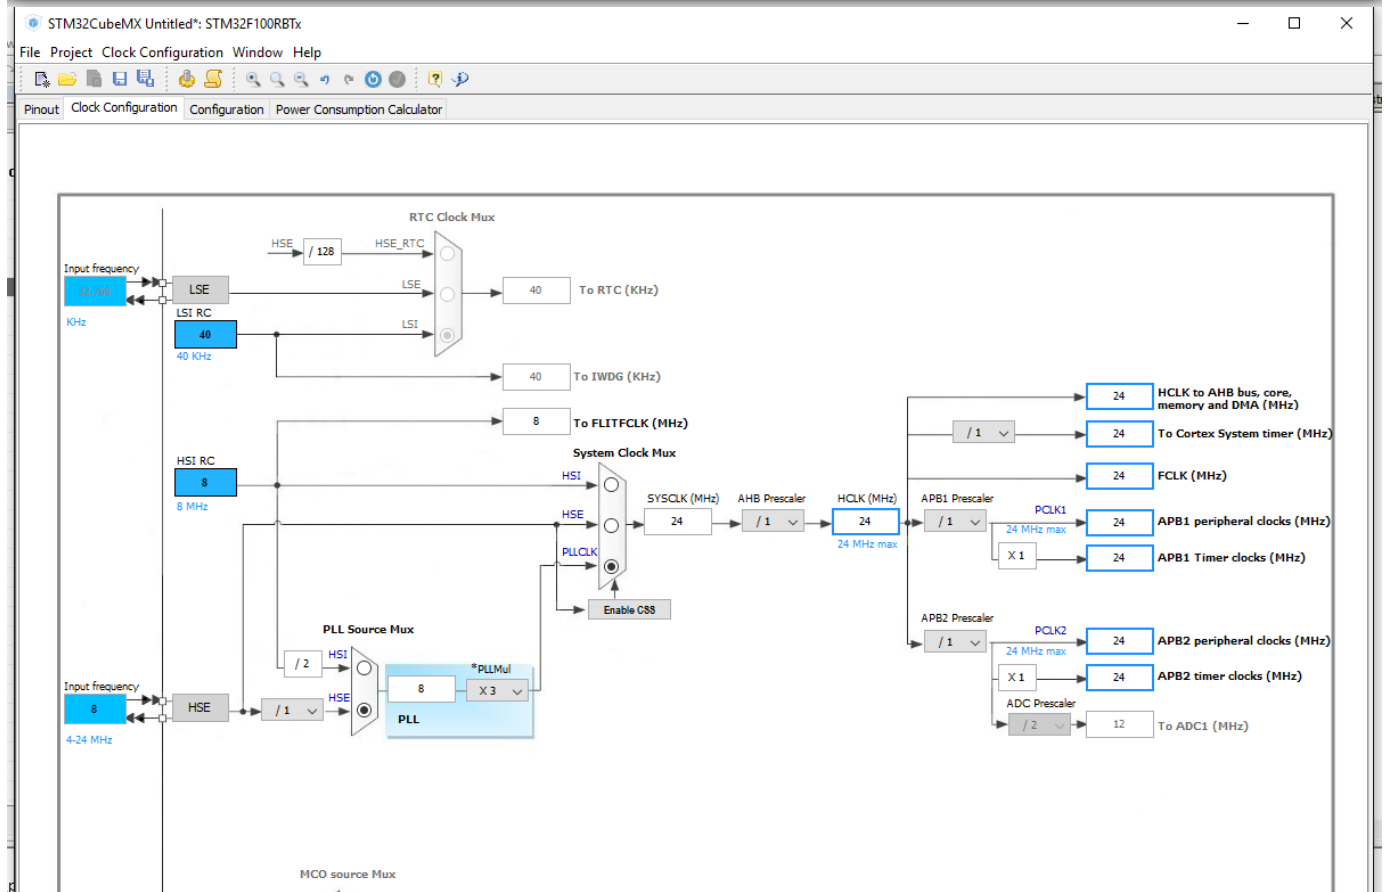 STM32CubeMX Untitled*: STM32F100RBTx
File Project Clock Configuration Window Help
Pinout Clock Configuration Configuration Power Consumption Calculator
RTC Clock Mux
HSE / 128 HSE_RTC
Input frequency
32.768
KHz
LSE
LSE
40 To RTC (KHz)
LSI RC
40
40 KHz
LSI
40 To IWDG (KHz)
8 To FLITFCLK (MHz)
HSI RC
8
8 MHz
System Clock Mux
HSI
HSE
PLLCLK
Enable CSS
SYSCLK (MHz)
24
AHB Prescaler
/ 1
HCLK (MHz)
24
24 MHz max
24 HCLK to AHB bus, core,
memory and DMA (MHz)
/ 1 24 To Cortex System timer (MHz)
24 FCLK (MHz)
APB1 Prescaler
/ 1
PCLK1
24 MHz max
24 APB1 peripheral clocks (MHz)
X 1 24 APB1 Timer clocks (MHz)
APB2 Prescaler
/ 1
PCLK2
24 MHz max
24 APB2 peripheral clocks (MHz)
X 1 24 APB2 timer clocks (MHz)
ADC Prescaler
/ 2 12 To ADC1 (MHz)
PLL Source Mux
/ 2 HSI
Input frequency
8
4-24 MHz
HSE
/ 1 HSE
8
*PLLMul
X 3
PLL
MCO source Mux